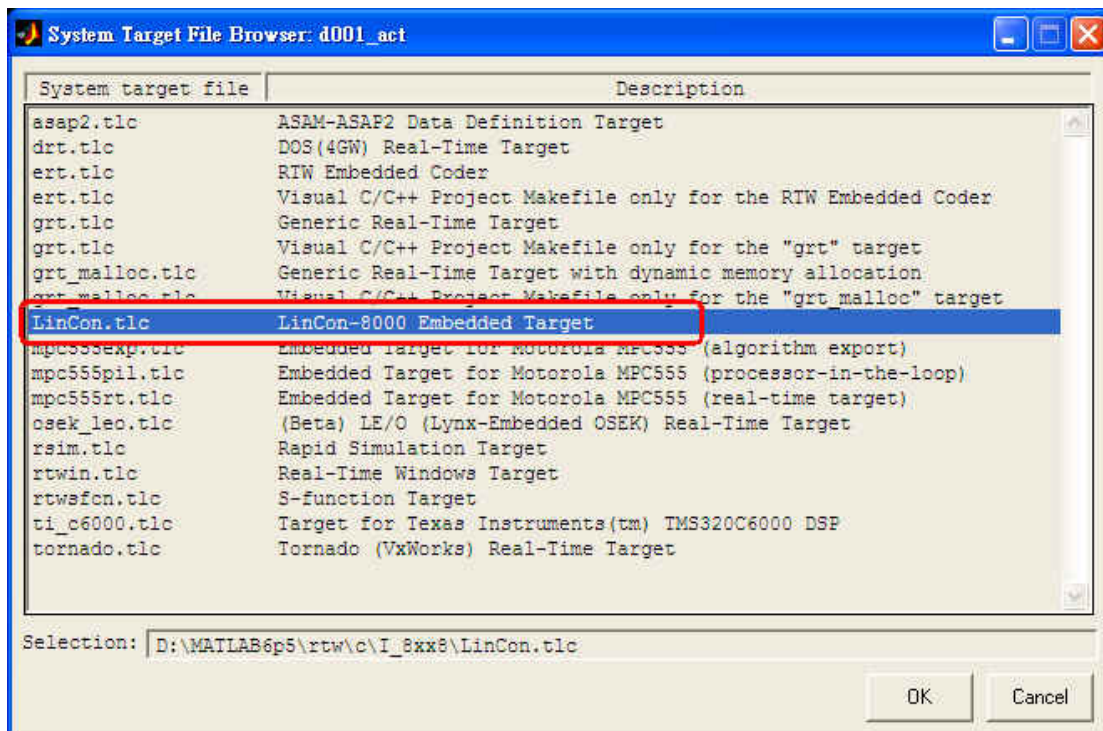 System Target File Browser: d001_act
System target file Description
asap2.tlc ASAM-ASAP2 Data Definition Target
drt.tlc DOS(4GW) Real-Time Target
ert.tlc RTW Embedded Coder
ert.tlc Visual C/C++ Project Makefile only for the RTW Embedded Coder
grt.tlc Generic Real-Time Target
grt.tlc Visual C/C++ Project Makefile only for the "grt" target
grt_malloc.tlc Generic Real-Time Target with dynamic memory allocation
grt_malloc.tlc Visual C/C++ Project Makefile only for the "grt_malloc" target
LinCon.tlc LinCon-8000 Embedded Target
mpc555exp.tlc Embedded Target for Motorola MPC555 (algorithm export)
mpc555pil.tlc Embedded Target for Motorola MPC555 (processor-in-the-loop)
mpc555rt.tlc Embedded Target for Motorola MPC555 (real-time target)
osek_leo.tlc (Beta) LE/O (Lynx-Embedded OSEK) Real-Time Target
rsim.tlc Rapid Simulation Target
rtwin.tlc Real-Time Windows Target
rtwsfcn.tlc S-function Target
ti_c6000.tlc Target for Texas Instruments(tm) TMS320C6000 DSP
tornado.tlc Tornado (VxWorks) Real-Time Target
Selection: D:\MATLAB6p5\rtw\c\I_8xx8\LinCon.tlc
OK Cancel